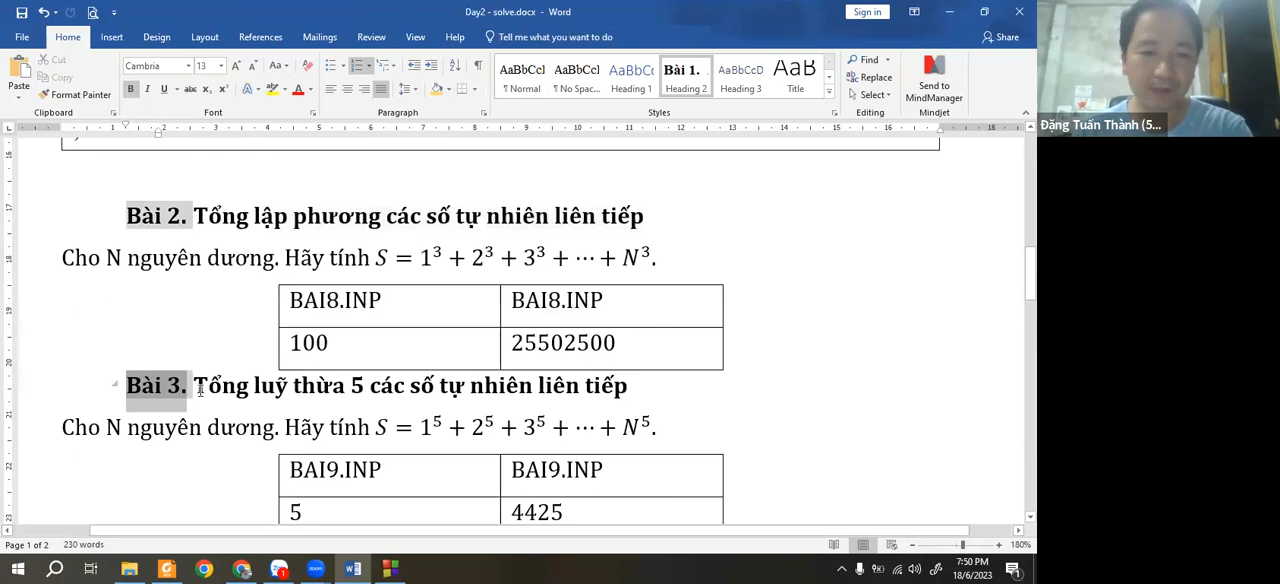 Day2 - solve.docx - Word
Sign in
File Home Insert Design Layout References Mailings Review View Help Tell me what you want to do Share
Paste Cut Copy Format Painter Clipboard
Cambria 13 Font
Paragraph
AaBbCcl AaBbCcl AaBbCc AaBbCcD AaB
¶ Normal ¶ No Spac... Heading 1 Bài 1. Heading 2 Heading 3 Title Styles
Find Replace Select Editing
Send to MindManager Mindjet
Đặng Tuấn Thành (5...
Bài 2. Tổng lập phương các số tự nhiên liên tiếp
Cho N nguyên dương. Hãy tính S = 1³ + 2³ + 3³ + ⋯ + N³.
BAI8.INP BAI8.INP
100 25502500
Bài 3. Tổng luỹ thừa 5 các số tự nhiên liên tiếp
Cho N nguyên dương. Hãy tính S = 1⁵ + 2⁵ + 3⁵ + ⋯ + N⁵.
BAI9.INP BAI9.INP
5 4425
Page 1 of 2 230 words 180%
7:50 PM
18/6/2023